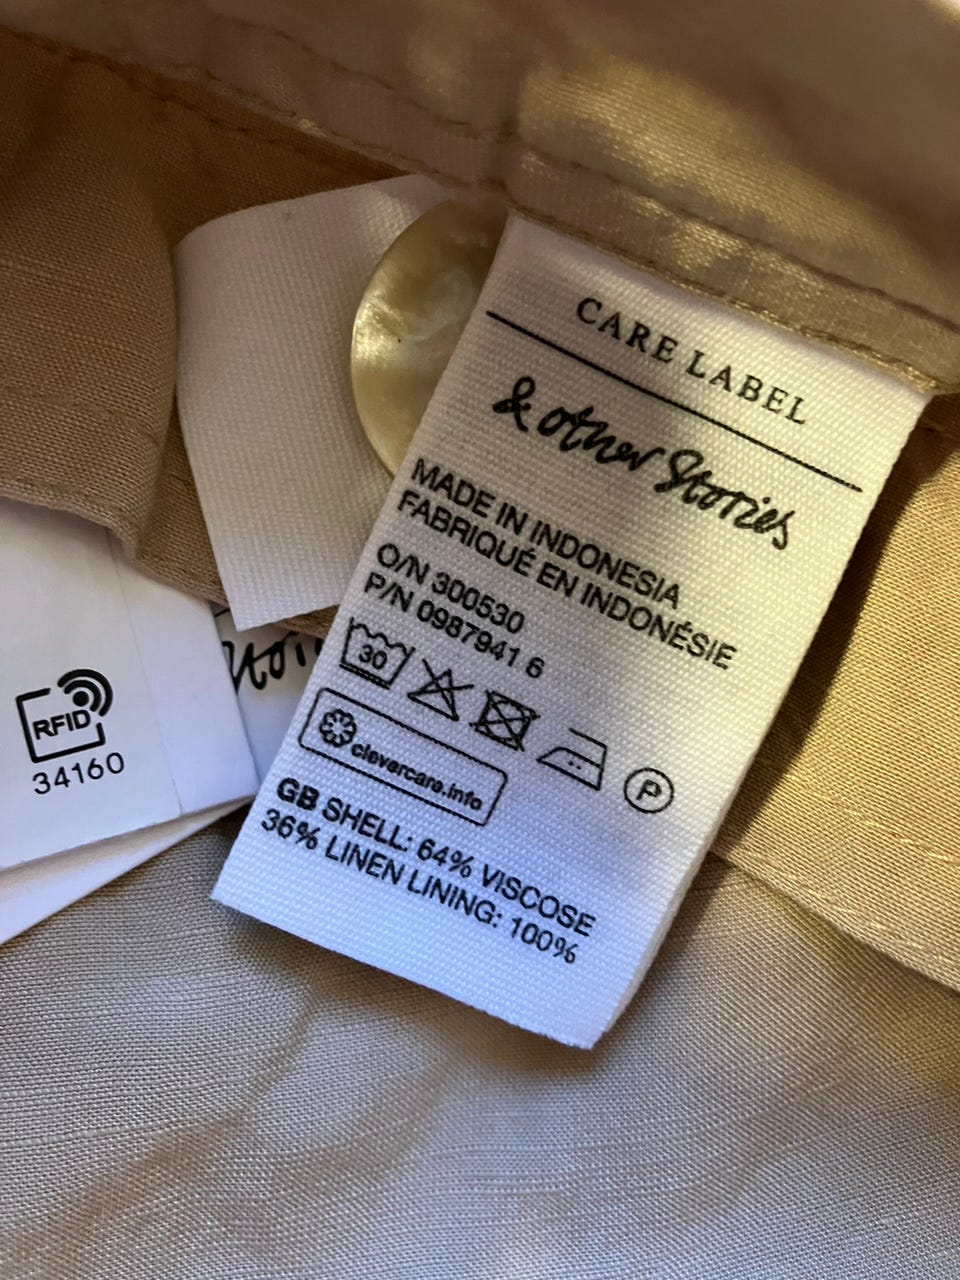 CARE LABEL
& other Stories
MADE IN INDONESIA
FABRIQUÉ EN INDONÉSIE
O/N 300530
P/N 0987941 6
30
P
clevercare.info
GB SHELL: 64% VISCOSE
36% LINEN LINING: 100%
RFID
34160